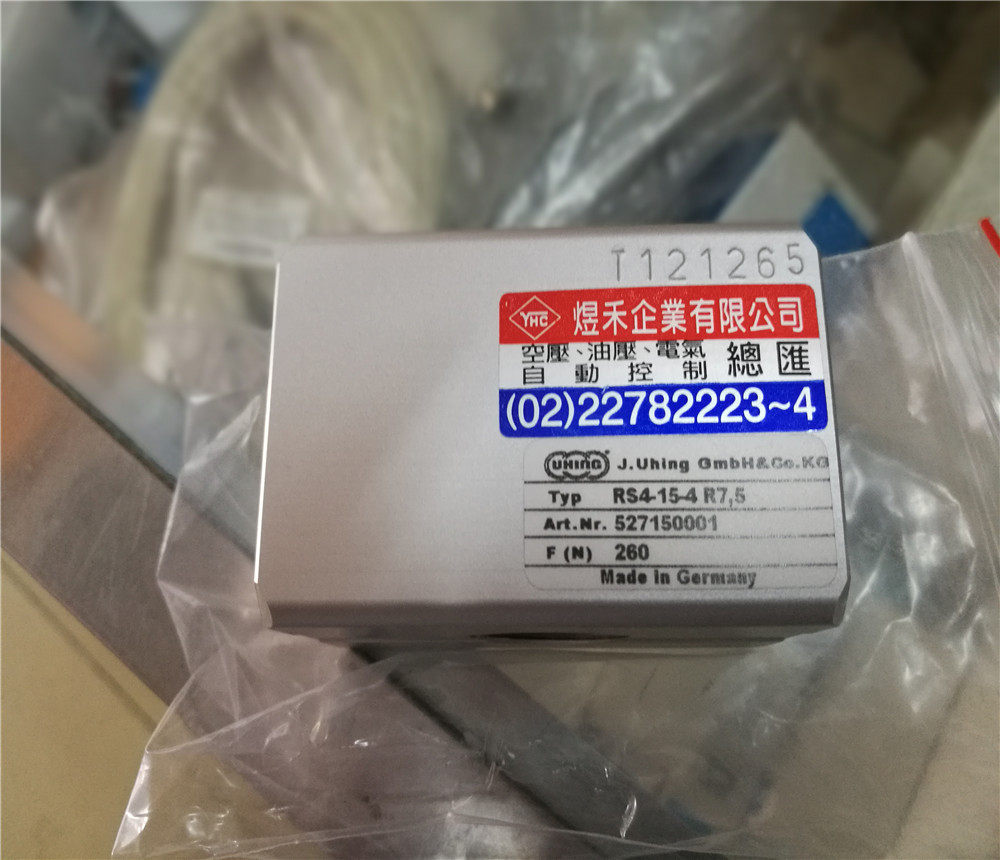 T121265
YHC 煜禾企業有限公司
空壓、油壓、電氣
自動控制
總匯
(02)22782223~4
UHING J.Uhing GmbH&Co.KG
Typ RS4-15-4 R7,5
Art.Nr. 527150001
F (N) 260
Made in Germany